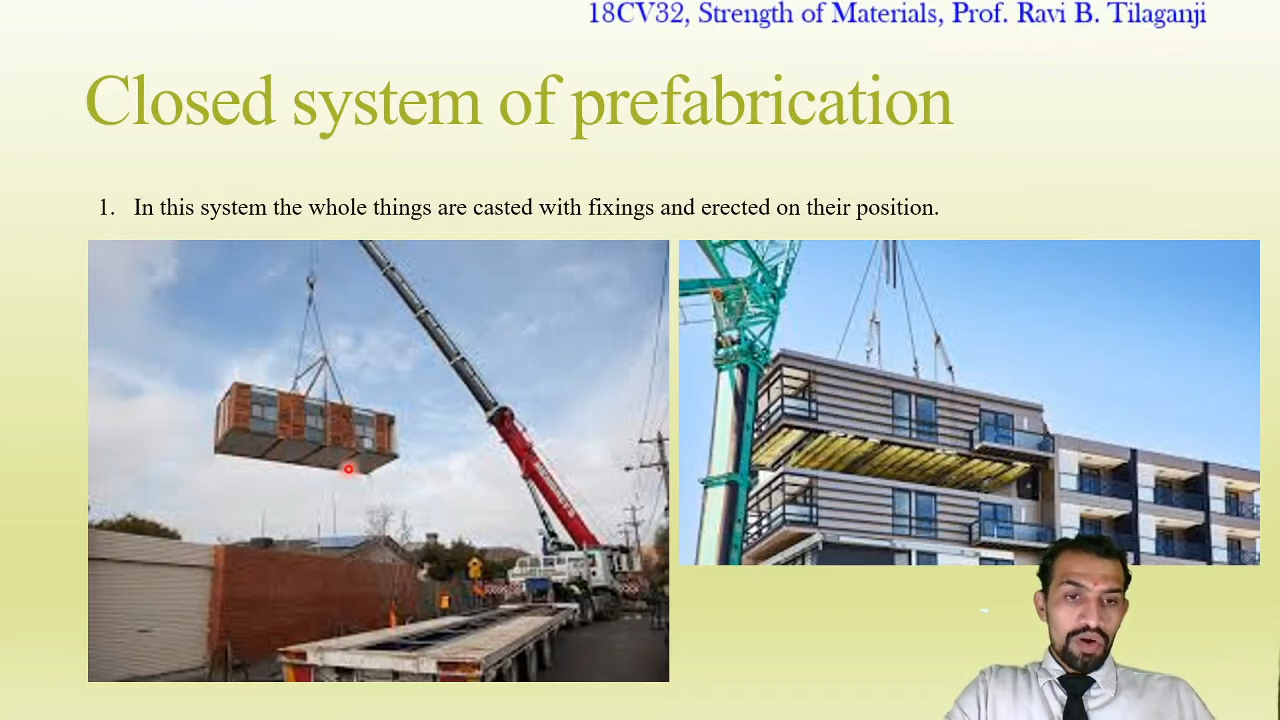 18CV32, Strength of Materials, Prof. Ravi B. Tilaganji
Closed system of prefabrication
1. In this system the whole things are casted with fixings and erected on their position.